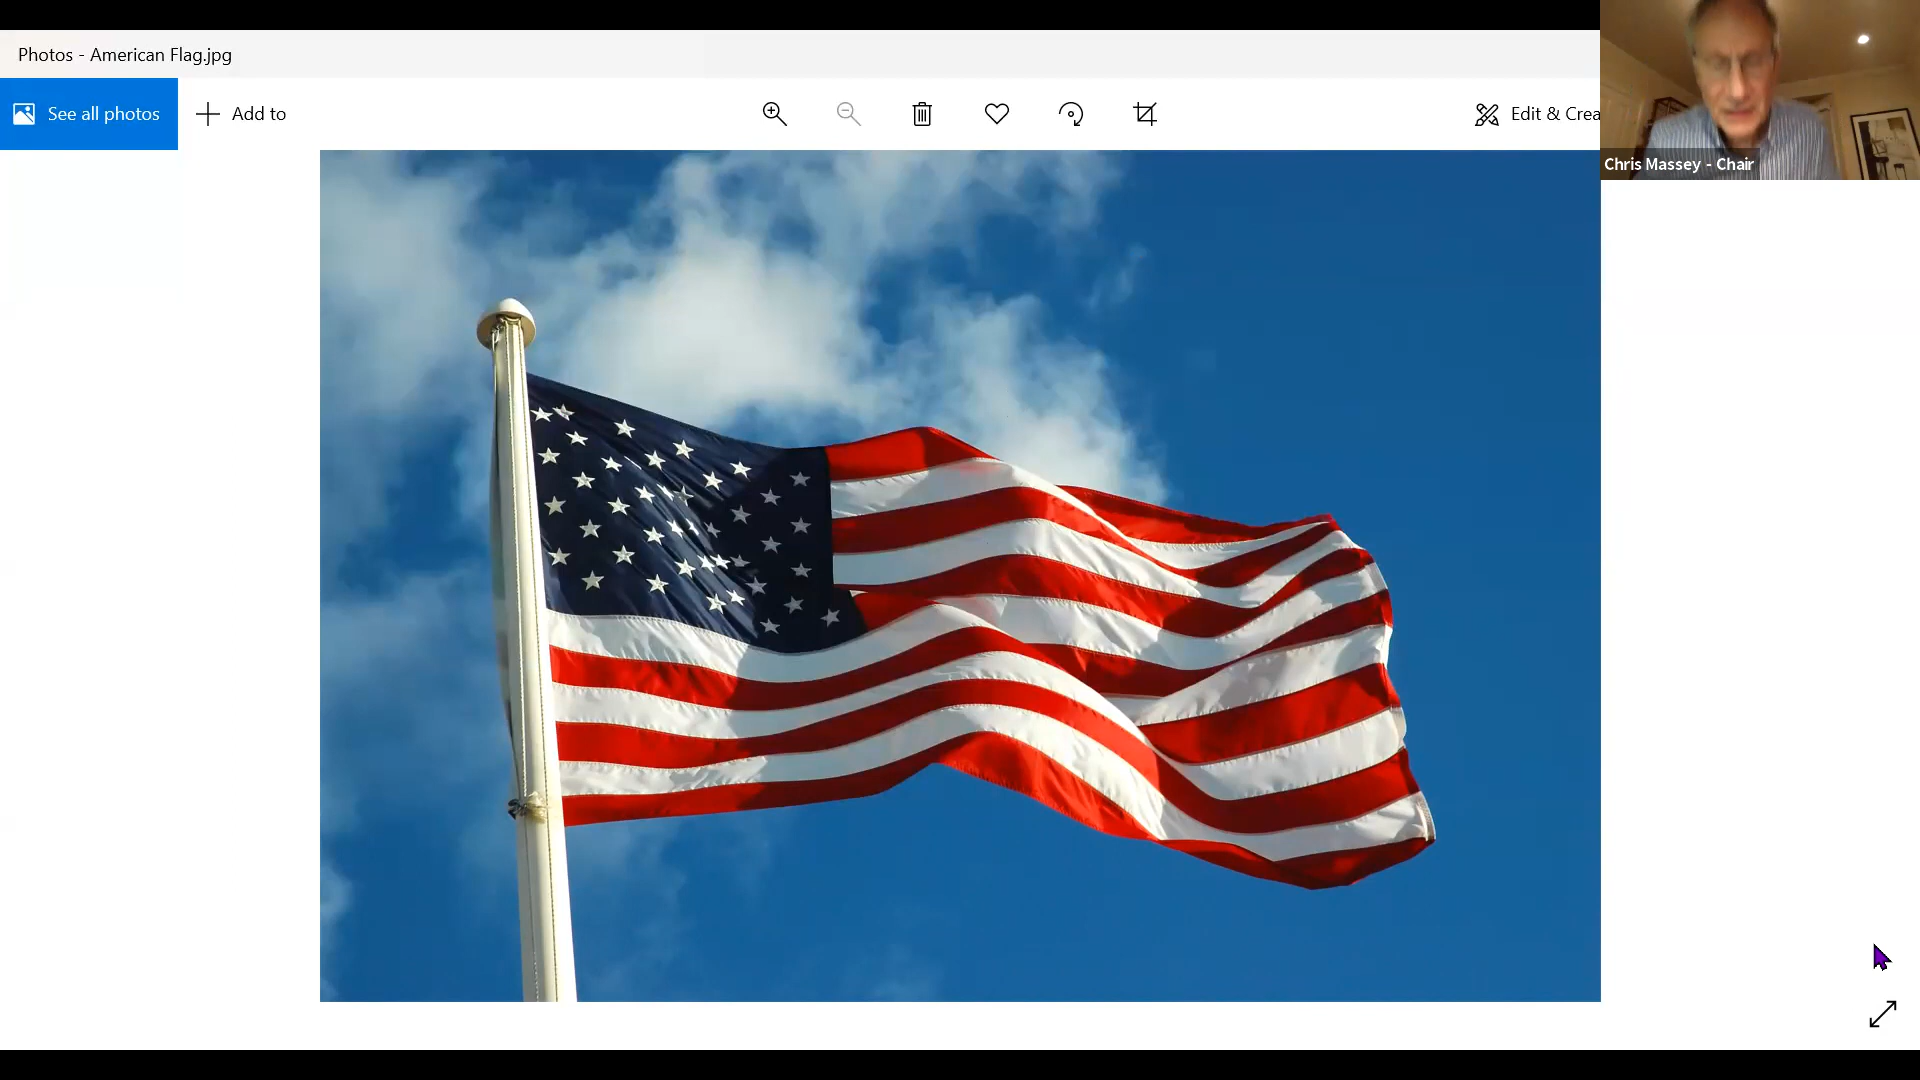 Photos - American Flag.jpg
See all photos
Add to
Edit & Crea
Chris Massey - Chair